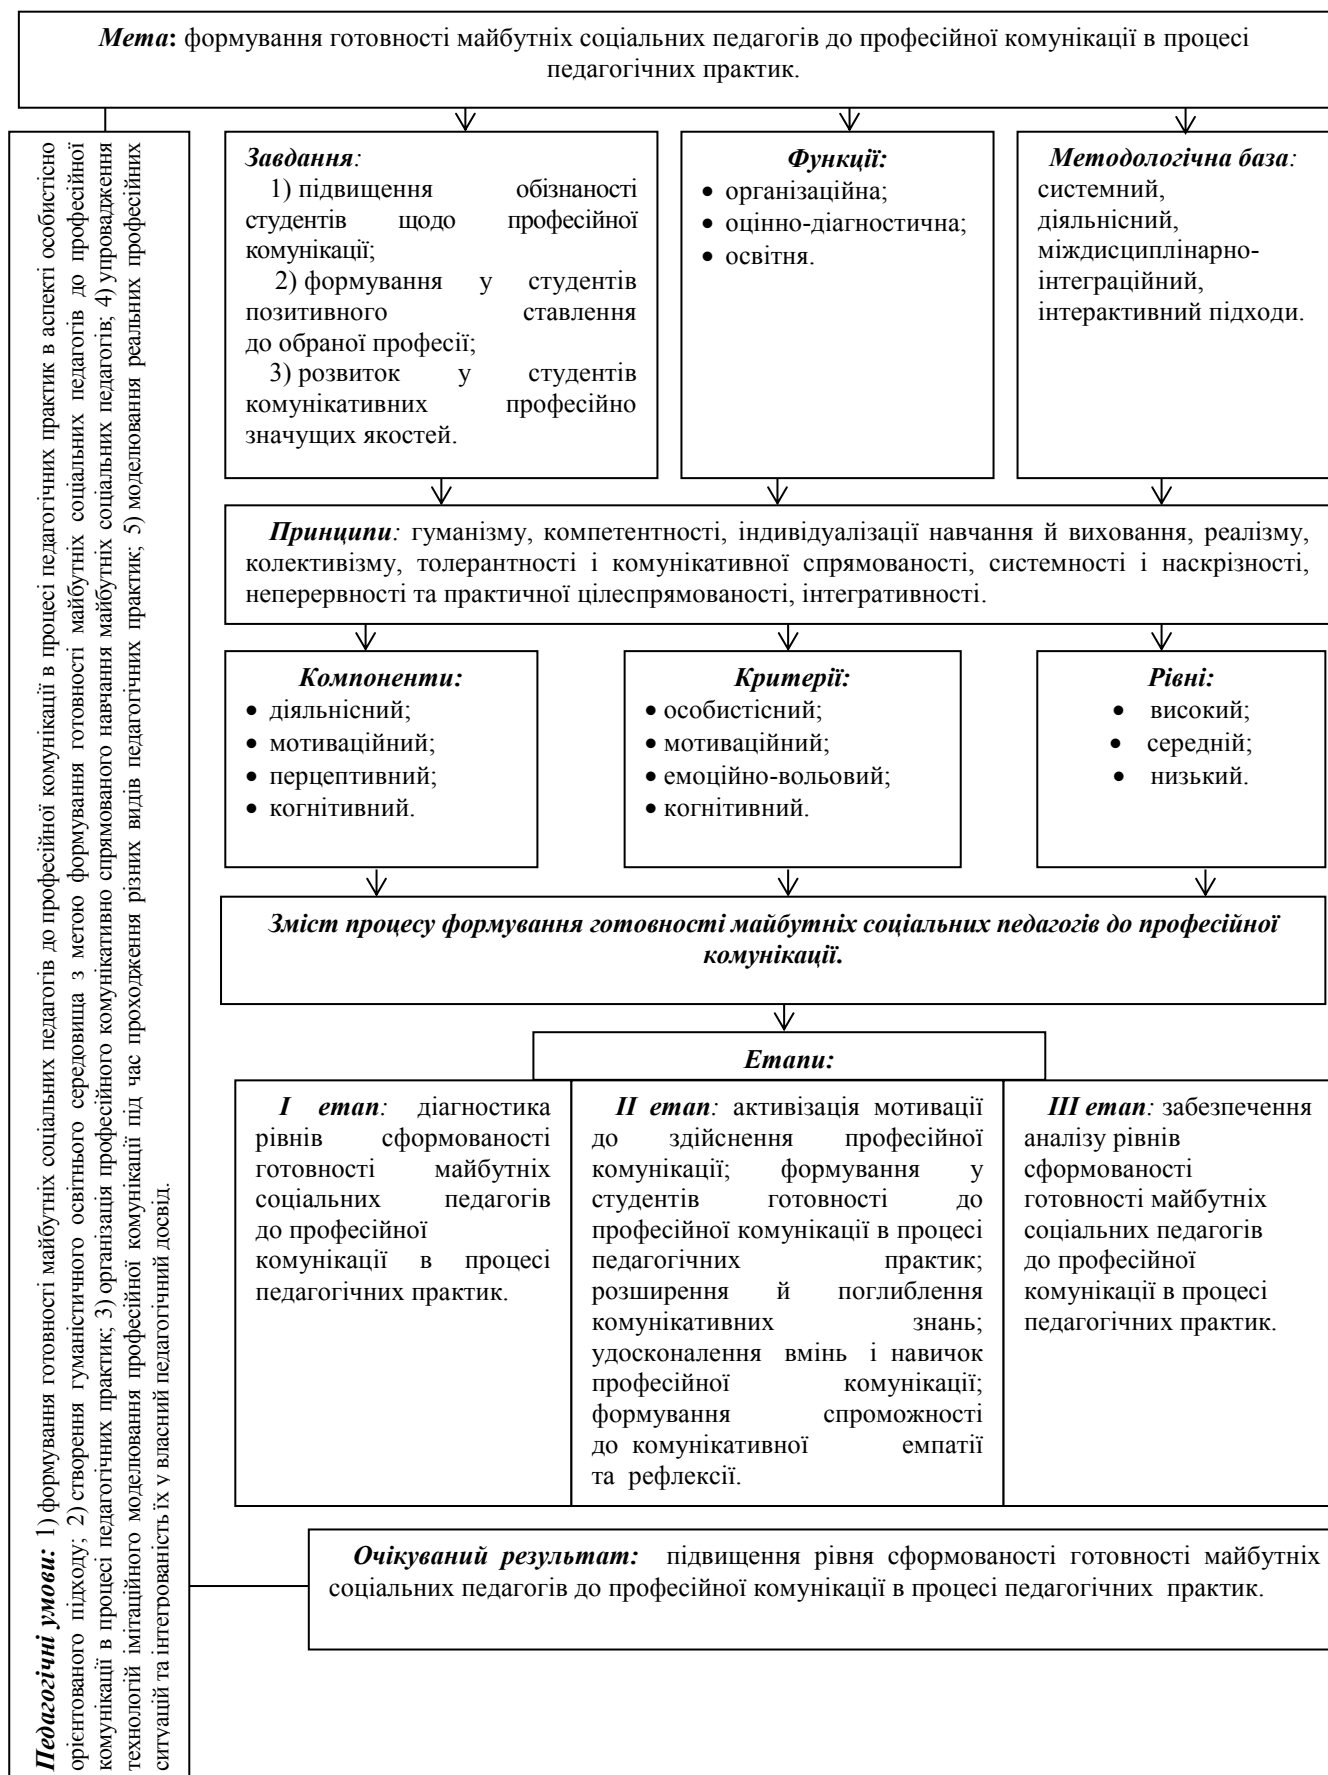 Мета: формування готовності майбутніх соціальних педагогів до професійної комунікації в процесі
педагогічних практик.
Педагогічні умови: 1) формування готовності майбутніх соціальних педагогів до професійної комунікації в процесі педагогічних практик в аспекті особистісно
орієнтованого підходу; 2) створення гуманістичного освітнього середовища з метою формування готовності майбутніх соціальних педагогів до професійної
комунікації в процесі педагогічних практик; 3) організація професійного комунікативно спрямованого навчання майбутніх соціальних педагогів; 4) упровадження
технологій імітаційного моделювання професійної комунікації під час проходження різних видів педагогічних практик; 5) моделювання реальних професійних
ситуацій та інтегрованість їх у власний педагогічний досвід.
Завдання:
1) підвищення обізнаності
студентів щодо професійної
комунікації;
2) формування у студентів
позитивного ставлення
до обраної професії;
3) розвиток у студентів
комунікативних професійно
значущих якостей.
Функції:
• організаційна;
• оцінно-діагностична;
• освітня.
Методологічна база:
системний,
діяльнісний,
міждисциплінарно-
інтеграційний,
інтерактивний підходи.
Принципи: гуманізму, компетентності, індивідуалізації навчання й виховання, реалізму,
колективізму, толерантності і комунікативної спрямованості, системності і наскрізності,
неперервності та практичної цілеспрямованості, інтегративності.
Компоненти:
• діяльнісний;
• мотиваційний;
• перцептивний;
• когнітивний.
Критерії:
• особистісний;
• мотиваційний;
• емоційно-вольовий;
• когнітивний.
Рівні:
• високий;
• середній;
• низький.
Зміст процесу формування готовності майбутніх соціальних педагогів до професійної
комунікації.
Етапи:
І етап: діагностика
рівнів сформованості
готовності майбутніх
соціальних педагогів
до професійної
комунікації в процесі
педагогічних практик.
ІІ етап: активізація мотивації
до здійснення професійної
комунікації; формування у
студентів готовності до
професійної комунікації в процесі
педагогічних практик;
розширення й поглиблення
комунікативних знань;
удосконалення вмінь і навичок
професійної комунікації;
формування спроможності
до комунікативної емпатії
та рефлексії.
ІІІ етап: забезпечення
аналізу рівнів
сформованості
готовності майбутніх
соціальних педагогів
до професійної
комунікації в процесі
педагогічних практик.
Очікуваний результат: підвищення рівня сформованості готовності майбутніх
соціальних педагогів до професійної комунікації в процесі педагогічних практик.